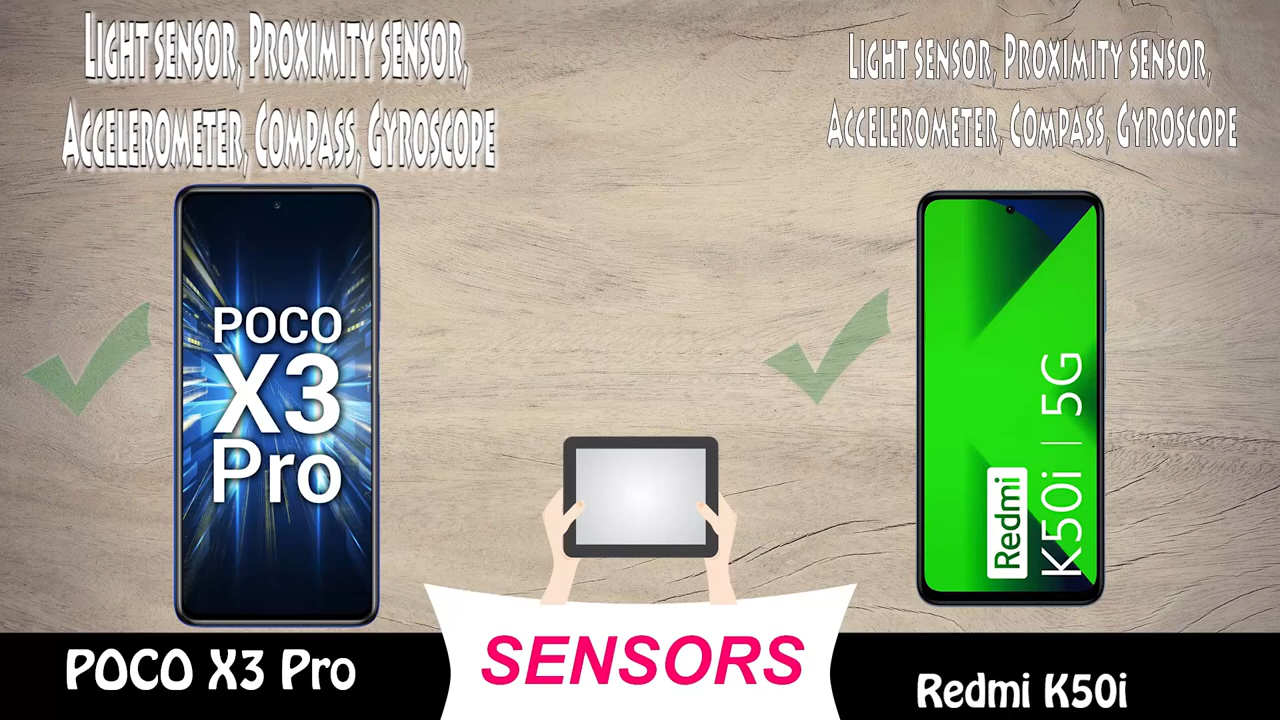 Light sensor, Proximity sensor,
Accelerometer, Compass, Gyroscope
Light sensor, Proximity sensor,
Accelerometer, Compass, Gyroscope
POCO
X3
Pro
Redmi
K50i | 5G
SENSORS
POCO X3 Pro
Redmi K50i